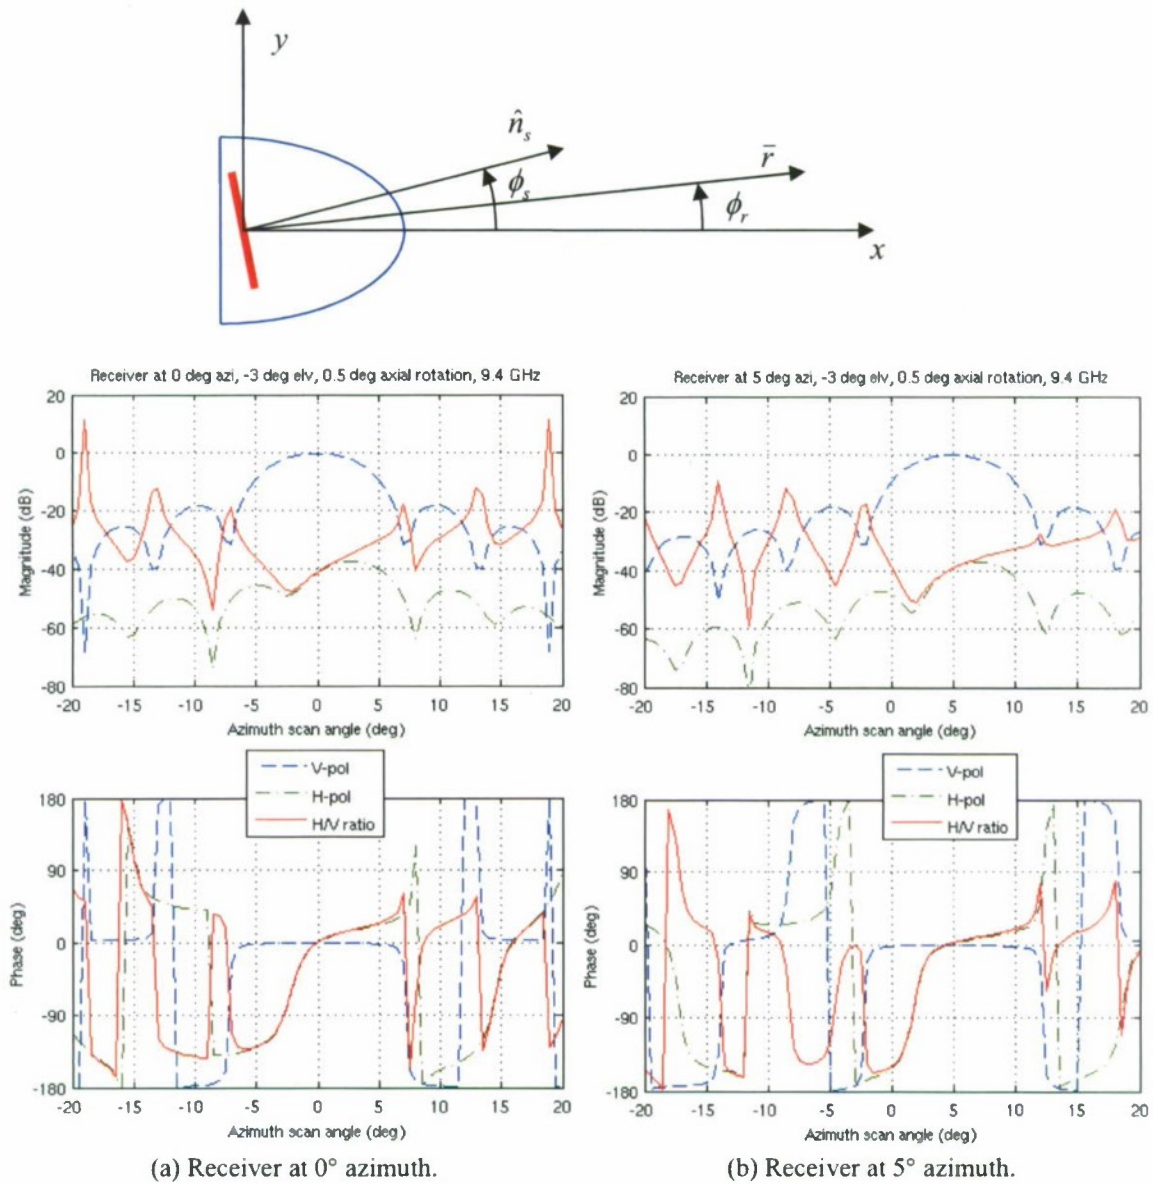 y
n̂ₛ
r̄
ϕₛ
ϕᵣ
x
Receiver at 0 deg azi, -3 deg elv, 0.5 deg axial rotation, 9.4 GHz
20
0
-20
-40
-60
-80
Magnitude (dB)
-20 -15 -10 -5 0 5 10 15 20
Azimuth scan angle (deg)
Receiver at 5 deg azi, -3 deg elv, 0.5 deg axial rotation, 9.4 GHz
20
0
-20
-40
-60
-80
Magnitude (dB)
-20 -15 -10 -5 0 5 10 15 20
Azimuth scan angle (deg)
V-pol
H-pol
H/V ratio
180
90
0
-90
-180
Phase (deg)
-20 -15 -10 -5 0 5 10 15 20
Azimuth scan angle (deg)
V-pol
H-pol
H/V ratio
180
90
0
-90
-180
Phase (deg)
-20 -15 -10 -5 0 5 10 15 20
Azimuth scan angle (deg)
(a) Receiver at 0° azimuth.
(b) Receiver at 5° azimuth.